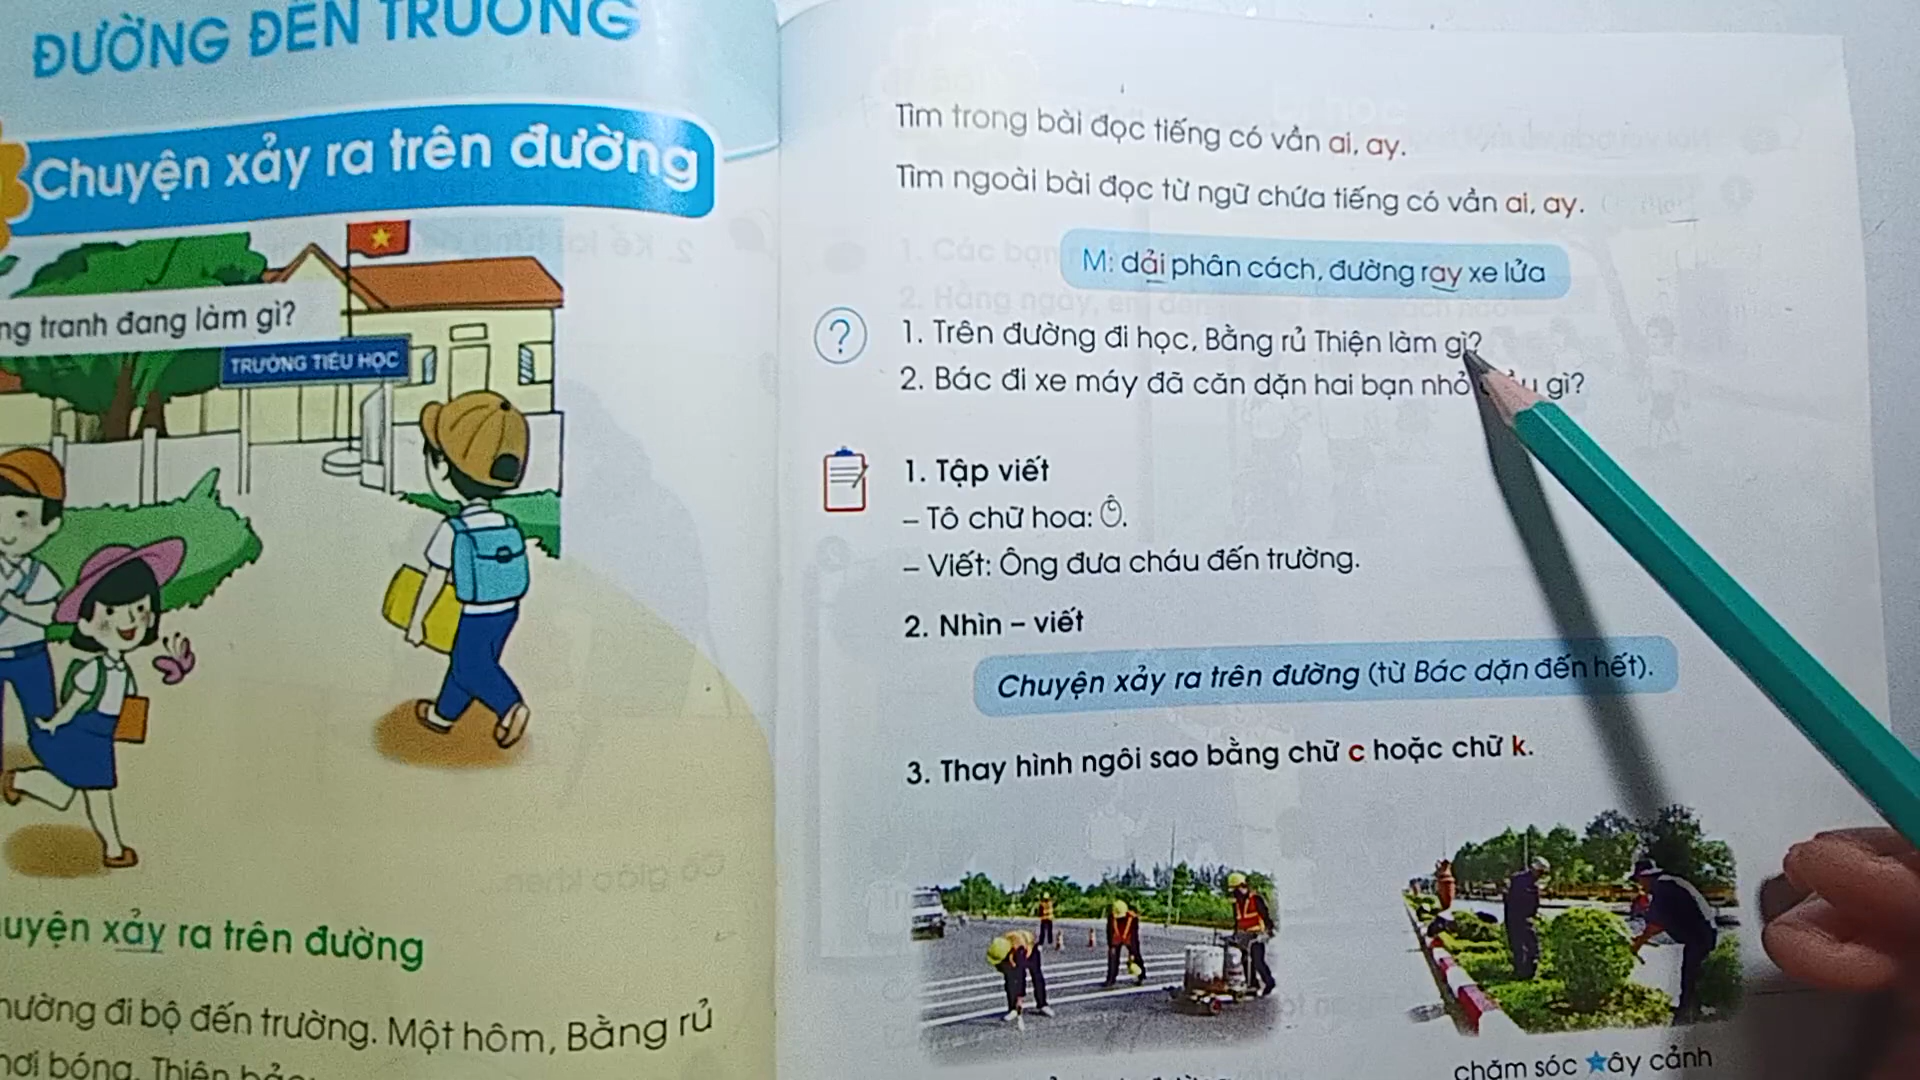 ĐƯỜNG ĐẾN TRƯỜNG
Chuyện xảy ra trên đường
tranh đang làm gì?
TRƯỜNG TIỂU HỌC
xảy ra trên đường
đi bộ đến trường. Một hôm, Bằng rủ
bóng. Thiện
Tìm trong bài đọc tiếng có vần ai, ay.
Tìm ngoài bài đọc từ ngữ chứa tiếng có vần ai, ay.
M: dải phân cách, đường ray xe lửa
?
1. Trên đường đi học, Bằng rủ Thiện làm gì?
2. Bác đi xe máy đã căn dặn hai bạn nhỏ gì?
1. Tập viết
– Tô chữ hoa: Ô.
– Viết: Ông đưa cháu đến trường.
2. Nhìn – viết
Chuyện xảy ra trên đường (từ Bác dặn đến hết).
3. Thay hình ngôi sao bằng chữ c hoặc chữ k.
chăm sóc ★ây cảnh